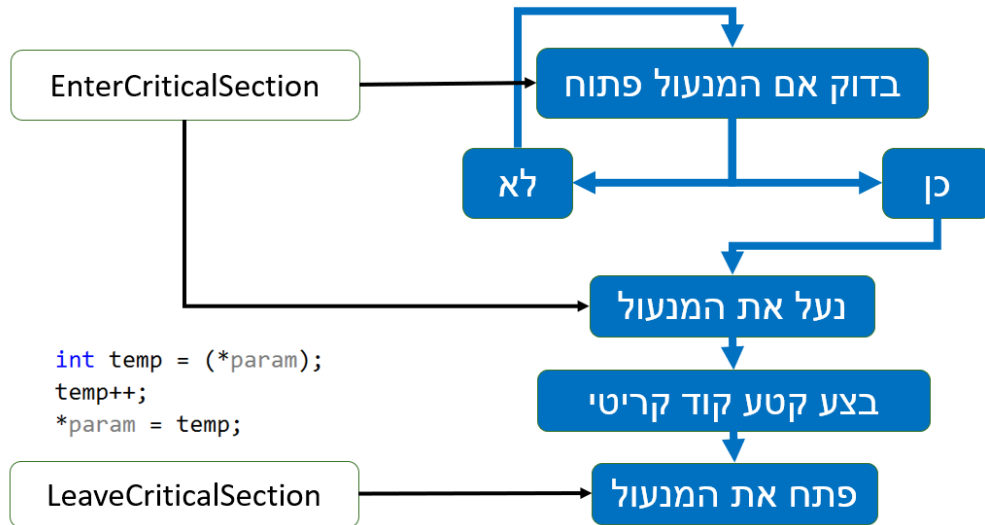 EnterCriticalSection
בדוק אם המנעול פתוח
לא
כן
נעל את המנעול
int temp = (*param);
temp++;
*param = temp;
בצע קטע קוד קריטי
LeaveCriticalSection
פתח את המנעול